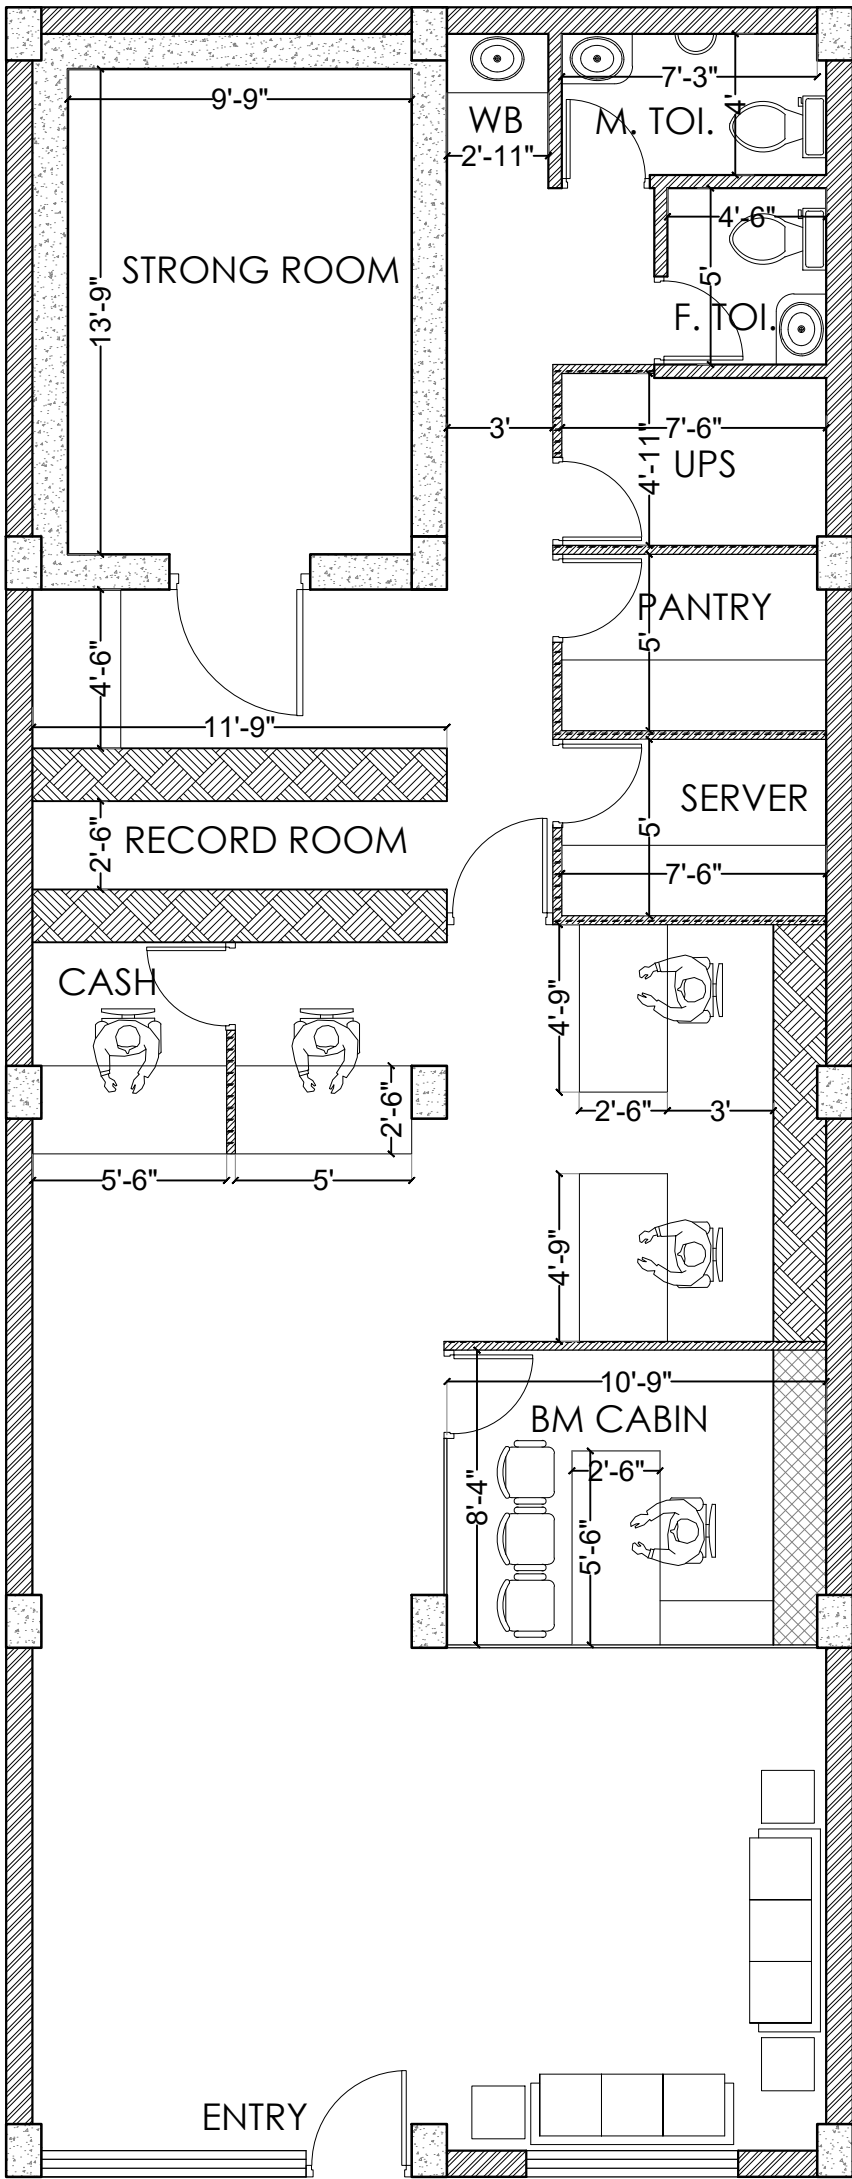 9'-9"
7'-3"
WB
M. TOI.
4'
2'-11"
4'-6"
STRONG ROOM
13'-9"
5'
F. TOI.
3'
7'-6"
4'-11"
UPS
PANTRY
5'
4'-6"
11'-9"
SERVER
2'-6"
RECORD ROOM
5'
7'-6"
CASH
4'-9"
2'-6"
2'-6"
3'
5'-6"
5'
4'-9"
10'-9"
BM CABIN
2'-6"
8'-4"
5'-6"
ENTRY